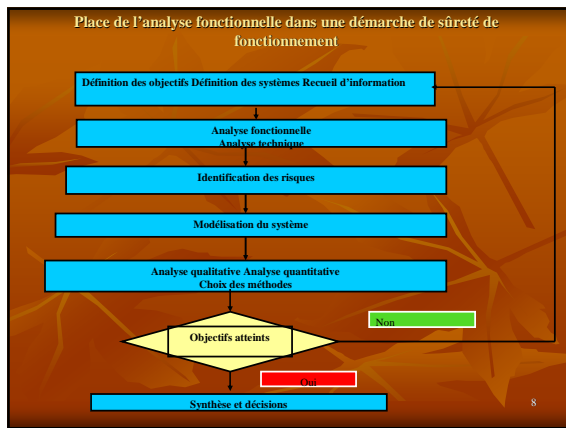 Place de l'analyse fonctionnelle dans une démarche de sûreté de
fonctionnement
Définition des objectifs Définition des systèmes Recueil d'information
Analyse fonctionnelle
Analyse technique
Identification des risques
Modélisation du système
Analyse qualitative Analyse quantitative
Choix des méthodes
Non
Objectifs atteints
Oui
Synthèse et décisions
8